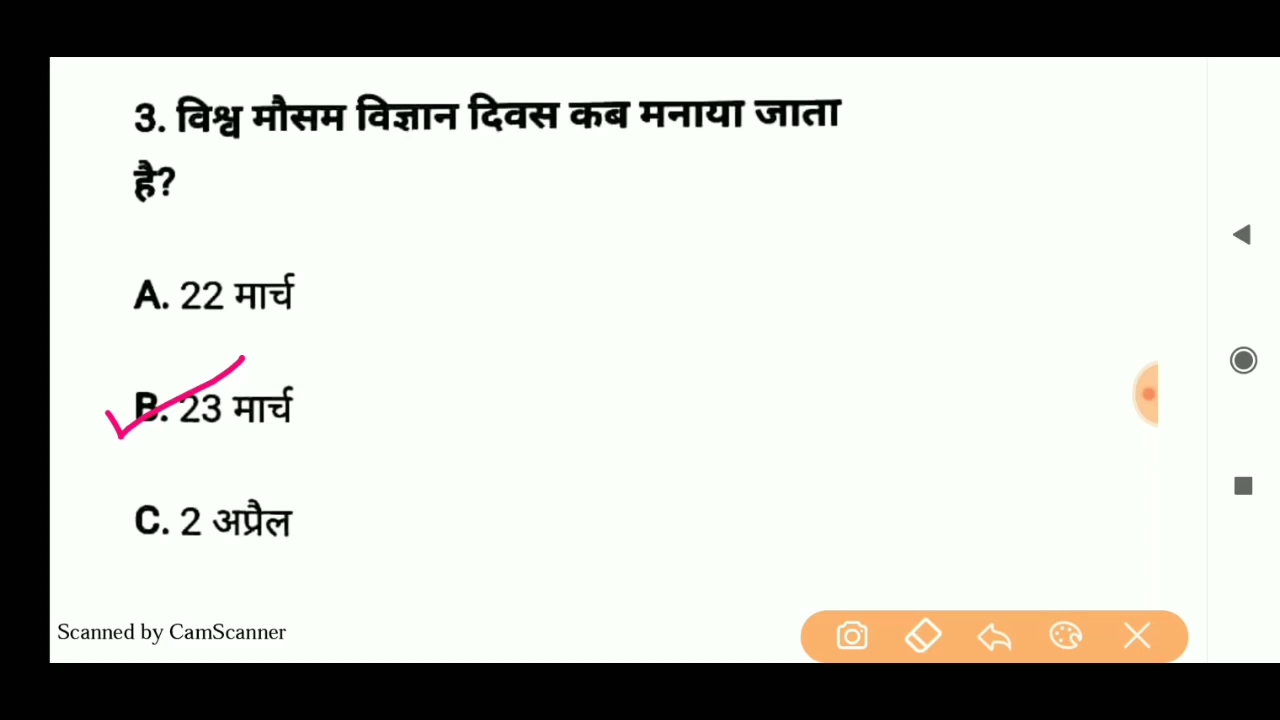 3. विश्व मौसम विज्ञान दिवस कब मनाया जाता
है?
A. 22 मार्च
B. 23 मार्च
C. 2 अप्रैल
Scanned by CamScanner